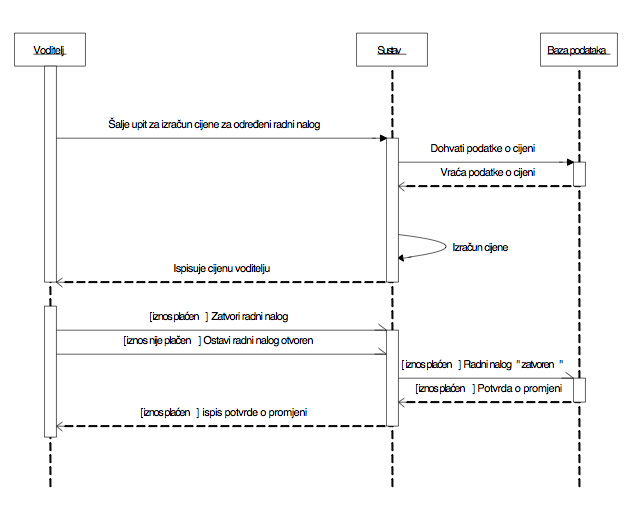 Voditelj
Sustav
Baza podataka
Šalje upit za izračun cijene za određeni radni nalog
Dohvati podatke o cijeni
Vraća podatke o cijeni
Izračun cijene
Ispisuje cijenu voditelju
[iznos plaćen ] Zatvori radni nalog
[iznos nije plačen ] Ostavi radni nalog otvoren
[iznos plaćen ] Radni nalog "zatvoren "
[iznos plaćen ] Potvrda o promjeni
[iznos plaćen ] ispis potvrde o promjeni